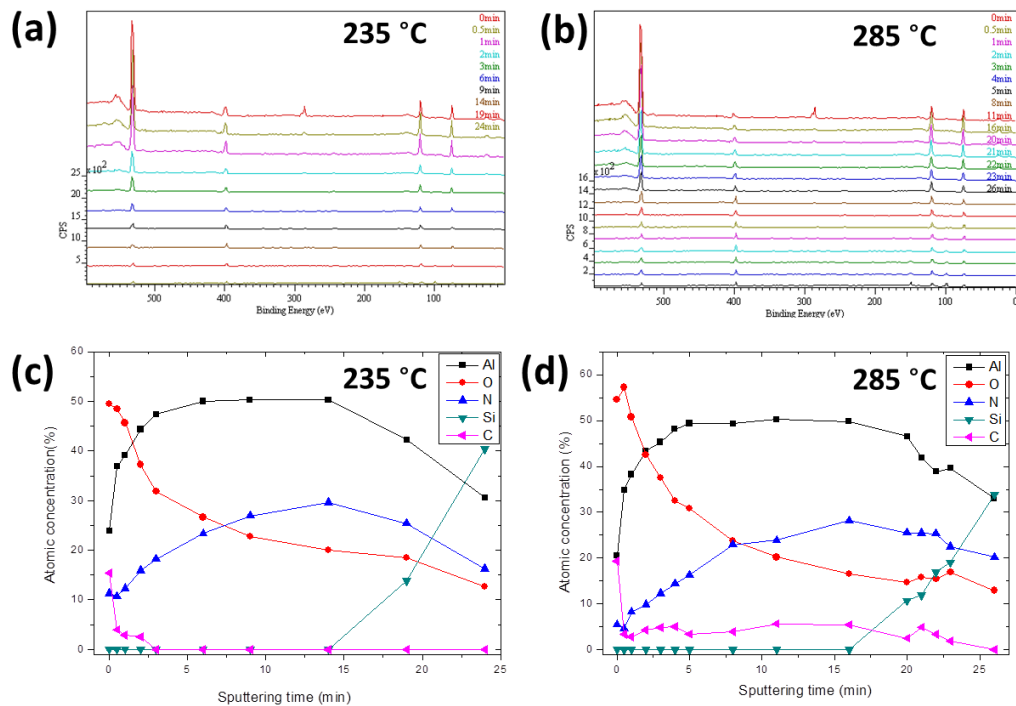 (a)
235 °C
0min
0.5min
1min
2min
3min
6min
9min
14min
19min
24min
x 10²
25
20
15
10
5
CPS
500
400
300
200
100
Binding Energy (eV)
(b)
285 °C
0min
0.5min
1min
2min
3min
4min
5min
8min
11min
16min
20min
21min
22min
23min
26min
x 10²
16
14
12
10
8
6
4
2
CPS
500
400
300
200
100
0
Binding Energy (eV)
(c)
235 °C
Al
O
N
Si
C
60
50
40
30
20
10
0
Atomic concentration(%)
0
5
10
15
20
25
Sputtering time (min)
(d)
285 °C
Al
O
N
Si
C
60
50
40
30
20
10
0
Atomic concentration (%)
0
5
10
15
20
25
Sputtering time (min)